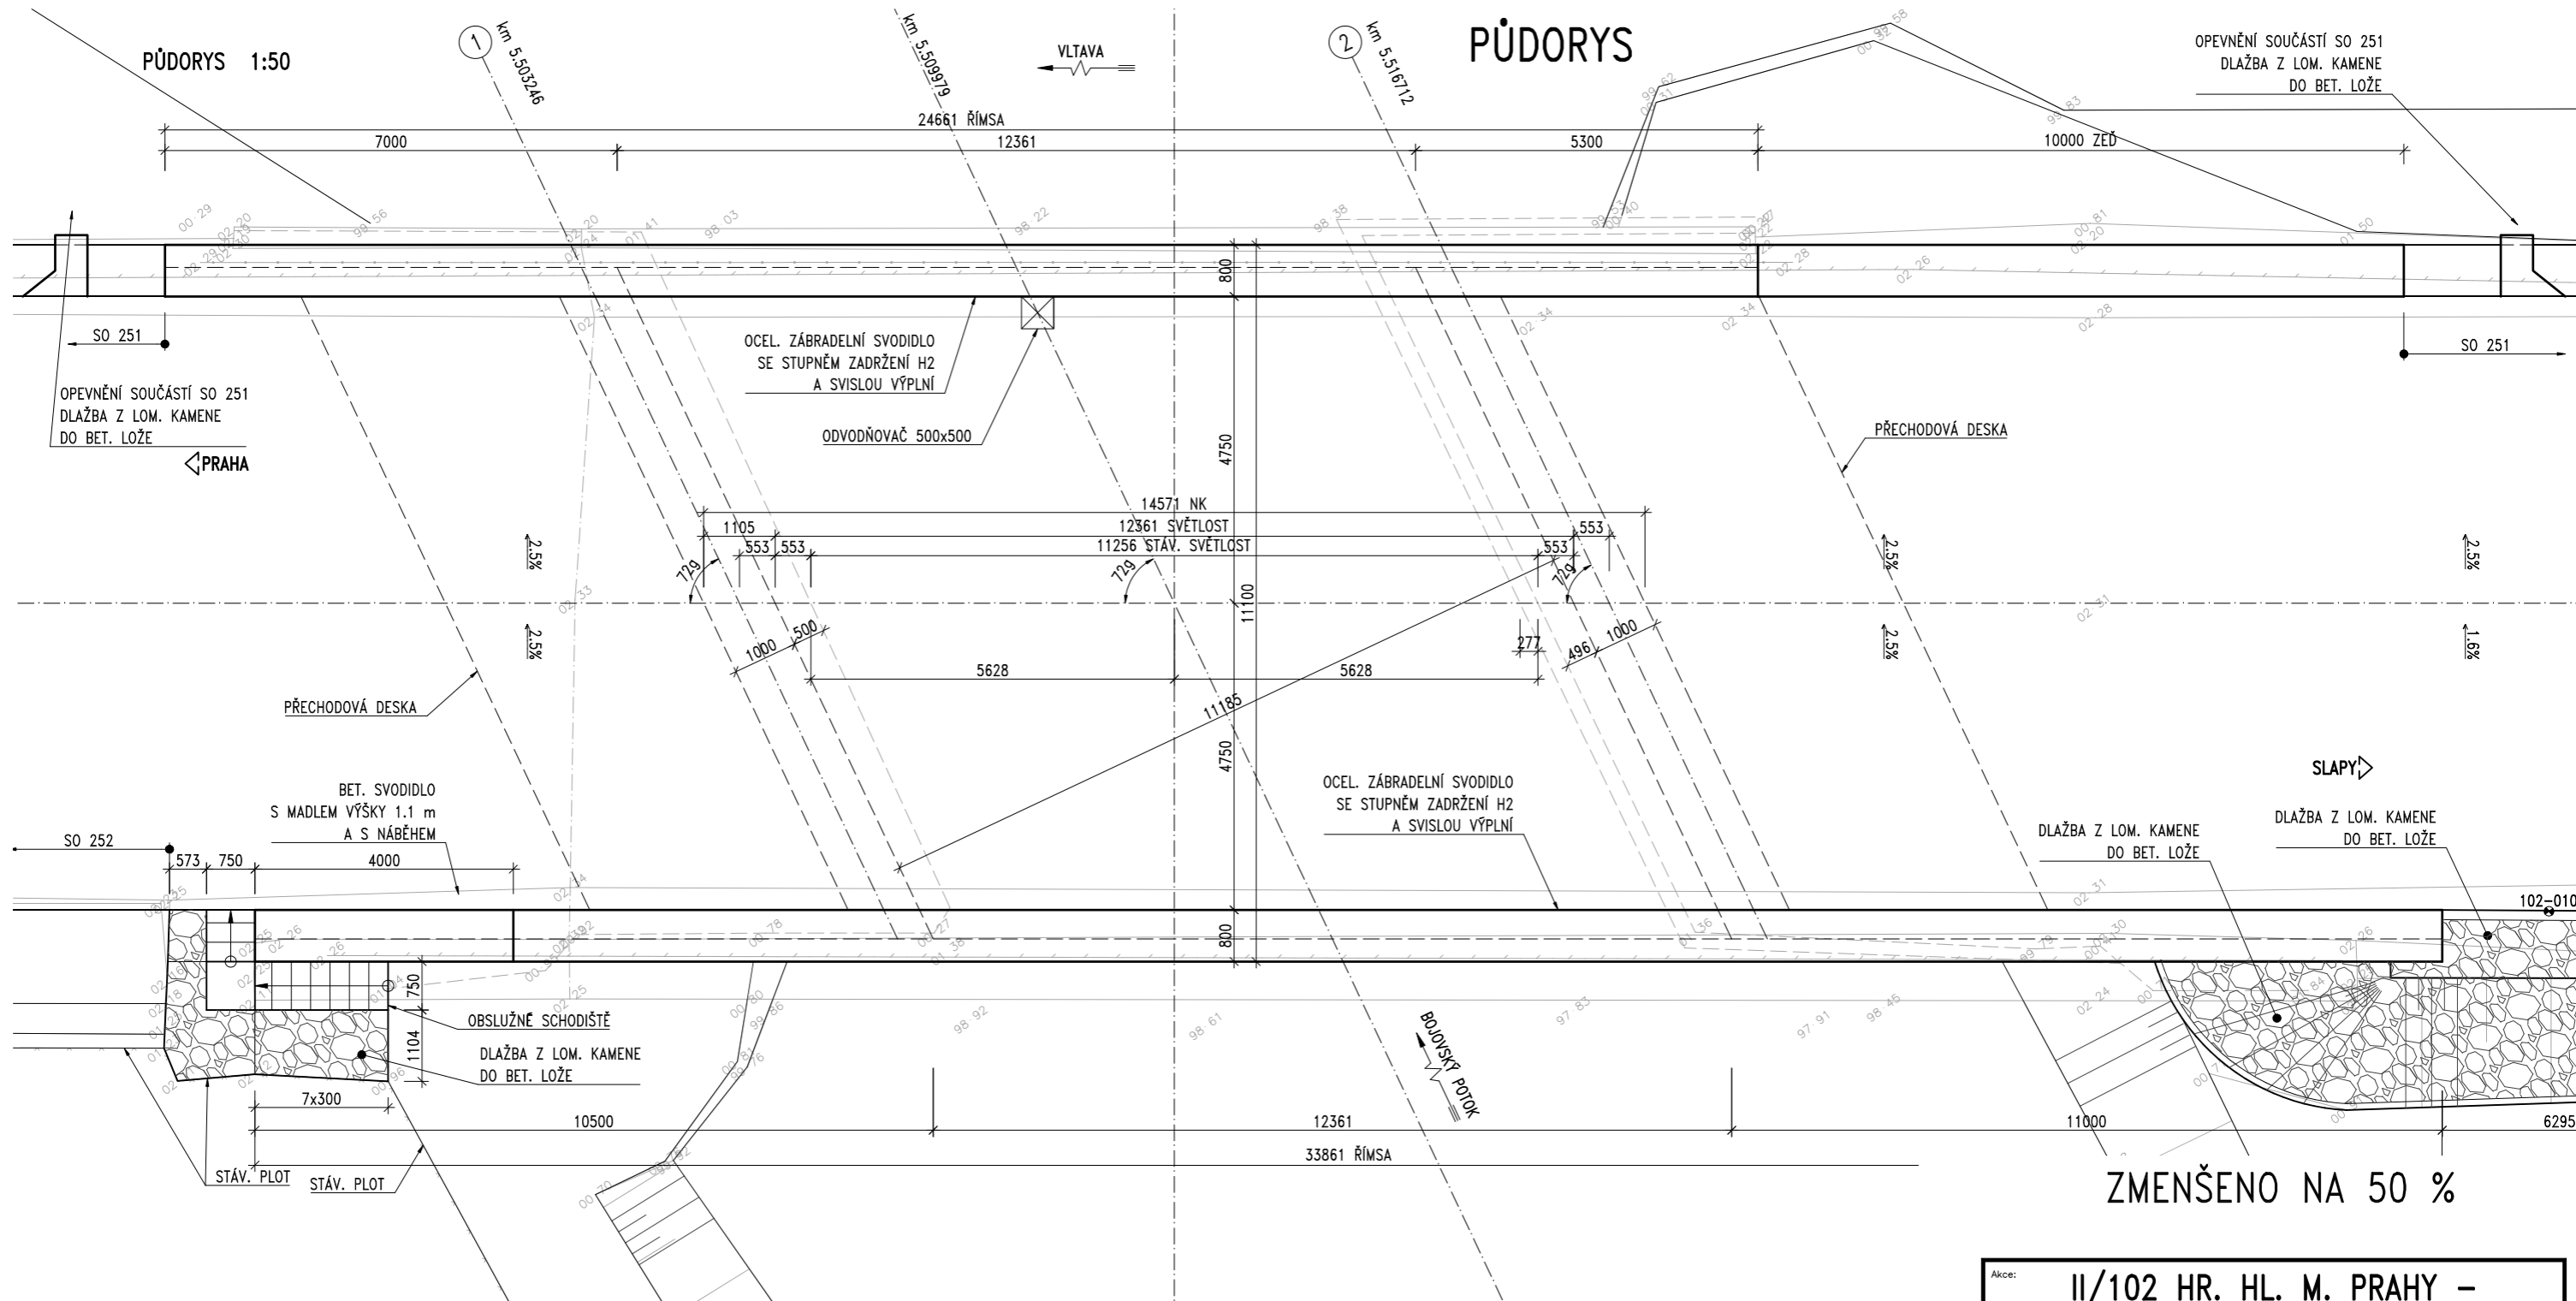 PŮDORYS 1:50
1
km 5.503246
km 5.509979
VLTAVA
2
km 5.516712
PŮDORYS
OPEVNĚNÍ SOUČÁSTÍ SO 251
DLAŽBA Z LOM. KAMENE
DO BET. LOŽE
24661 ŘÍMSA
7000
12361
5300
10000 ZEĎ
800
SO 251
SO 251
OCEL. ZÁBRADELNÍ SVODIDLO
SE STUPNĚM ZADRŽENÍ H2
A SVISLOU VÝPLNÍ
OPEVNĚNÍ SOUČÁSTÍ SO 251
DLAŽBA Z LOM. KAMENE
DO BET. LOŽE
ODVODŇOVAČ 500x500
4750
PŘECHODOVÁ DESKA
PRAHA
14571 NK
1105
12361 SVĚTLOST
553
553
553
11256 STÁV. SVĚTLOST
553
2.5%
2.5%
2.5%
72g
72g
72g
11100
2.5%
2.5%
1.6%
1000
500
277
496
1000
5628
5628
11185
PŘECHODOVÁ DESKA
4750
SLAPY
BET. SVODIDLO
S MADLEM VÝŠKY 1.1 m
A S NÁBĚHEM
OCEL. ZÁBRADELNÍ SVODIDLO
SE STUPNĚM ZADRŽENÍ H2
A SVISLOU VÝPLNÍ
DLAŽBA Z LOM. KAMENE
DO BET. LOŽE
DLAŽBA Z LOM. KAMENE
DO BET. LOŽE
SO 252
573
750
4000
102-010
800
750
OBSLUŽNÉ SCHODIŠTĚ
1104
DLAŽBA Z LOM. KAMENE
DO BET. LOŽE
BOJOVSKÝ POTOK
7x300
10500
12361
11000
6295
33861 ŘÍMSA
STÁV. PLOT
STÁV. PLOT
ZMENŠENO NA 50 %
Akce:
II/102 HR. HL. M. PRAHY -